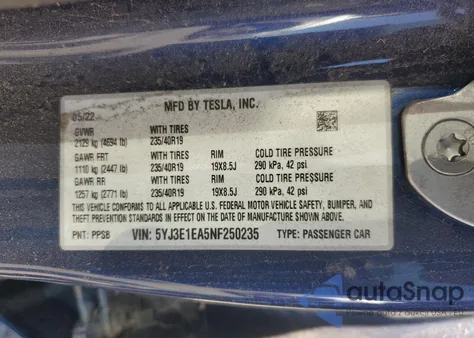 MFD BY TESLA, INC.
05/22
GVWR WITH TIRES
2129 kg (4694 lb) 235/40R19
GAWR FRT WITH TIRES RIM COLD TIRE PRESSURE
1110 kg (2447 lb) 235/40R19 19X8.5J 290 kPa, 42 psi
GAWR RR WITH TIRES RIM COLD TIRE PRESSURE
1257 kg (2771 lb) 235/40R19 19X8.5J 290 kPa, 42 psi
THIS VEHICLE CONFORMS TO ALL APPLICABLE U.S. FEDERAL MOTOR VEHICLE SAFETY, BUMPER, AND
THEFT PREVENTION STANDARDS IN EFFECT ON THE DATE OF MANUFACTURE SHOWN ABOVE.
PNT: PPSB VIN: 5YJ3E1EA5NF250235 TYPE: PASSENGER CAR
autoSnap